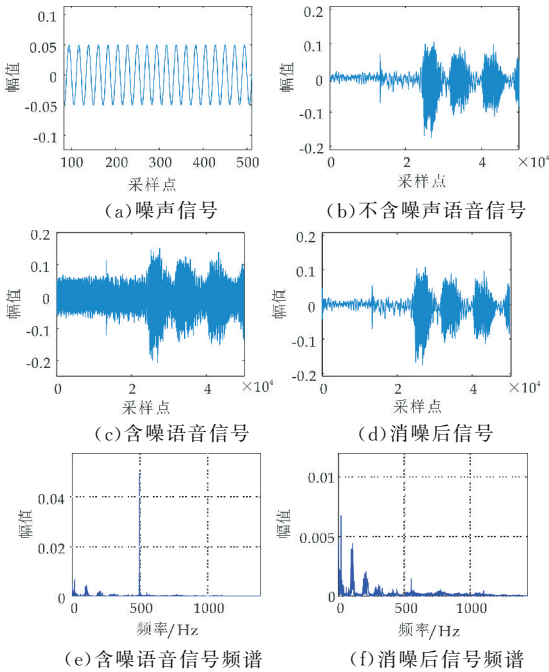 0.1
0.05
0
-0.05
-0.1
幅值
100 200 300 400 500
采样点
(a)噪声信号
0.2
0.1
0
-0.1
-0.2
幅值
0 2 4 ×10⁴
采样点
(b)不含噪声语音信号
0.2
0.1
0
-0.1
-0.2
幅值
0 2 4 ×10⁴
采样点
(c)含噪语音信号
0.2
0.1
0
-0.1
-0.2
幅值
0 2 4 ×10⁴
采样点
(d)消噪后信号
0.04
0.02
0
幅值
0 500 1000
频率/Hz
(e)含噪语音信号频谱
0.01
0.005
0
幅值
0 500 1000
频率/Hz
(f)消噪后信号频谱